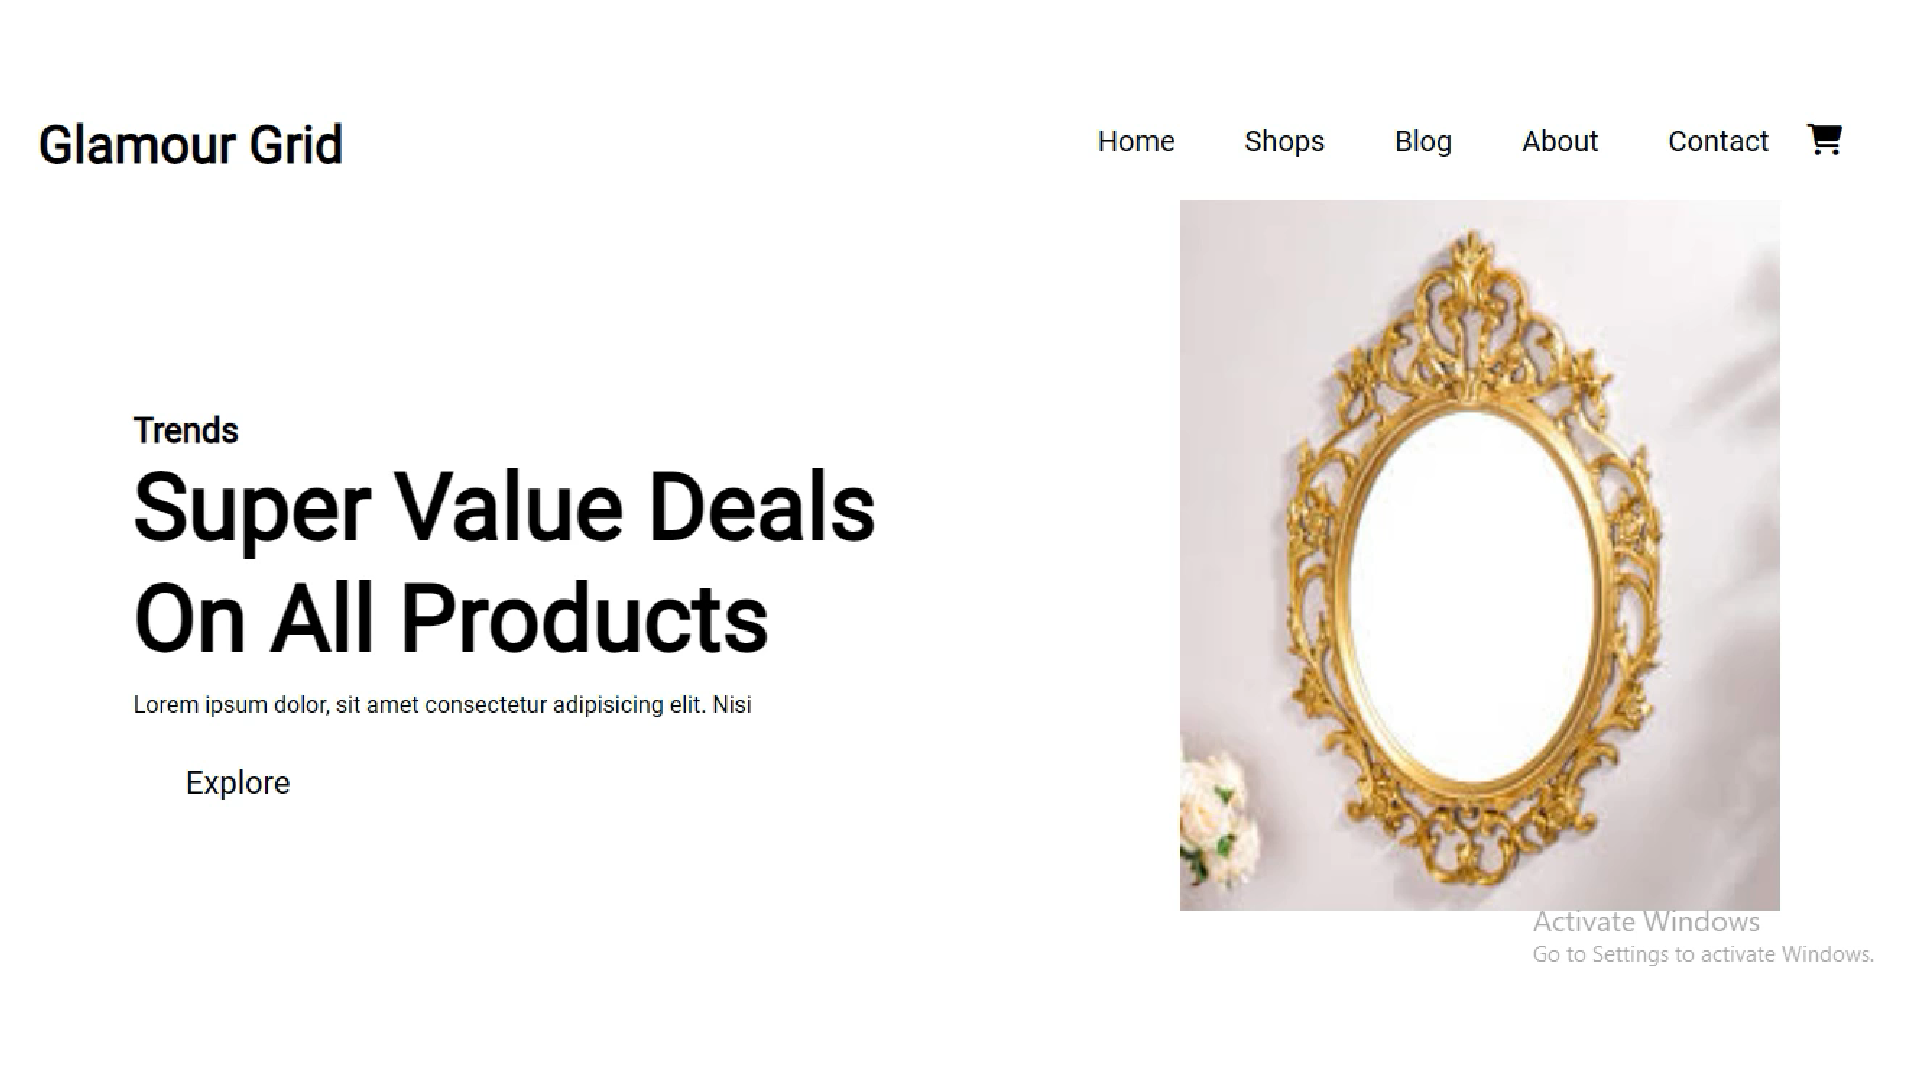 Glamour Grid
Home Shops Blog About Contact
Trends
Super Value Deals
On All Products
Lorem ipsum dolor, sit amet consectetur adipisicing elit. Nisi
Explore
Activate Windows
Go to Settings to activate Windows.